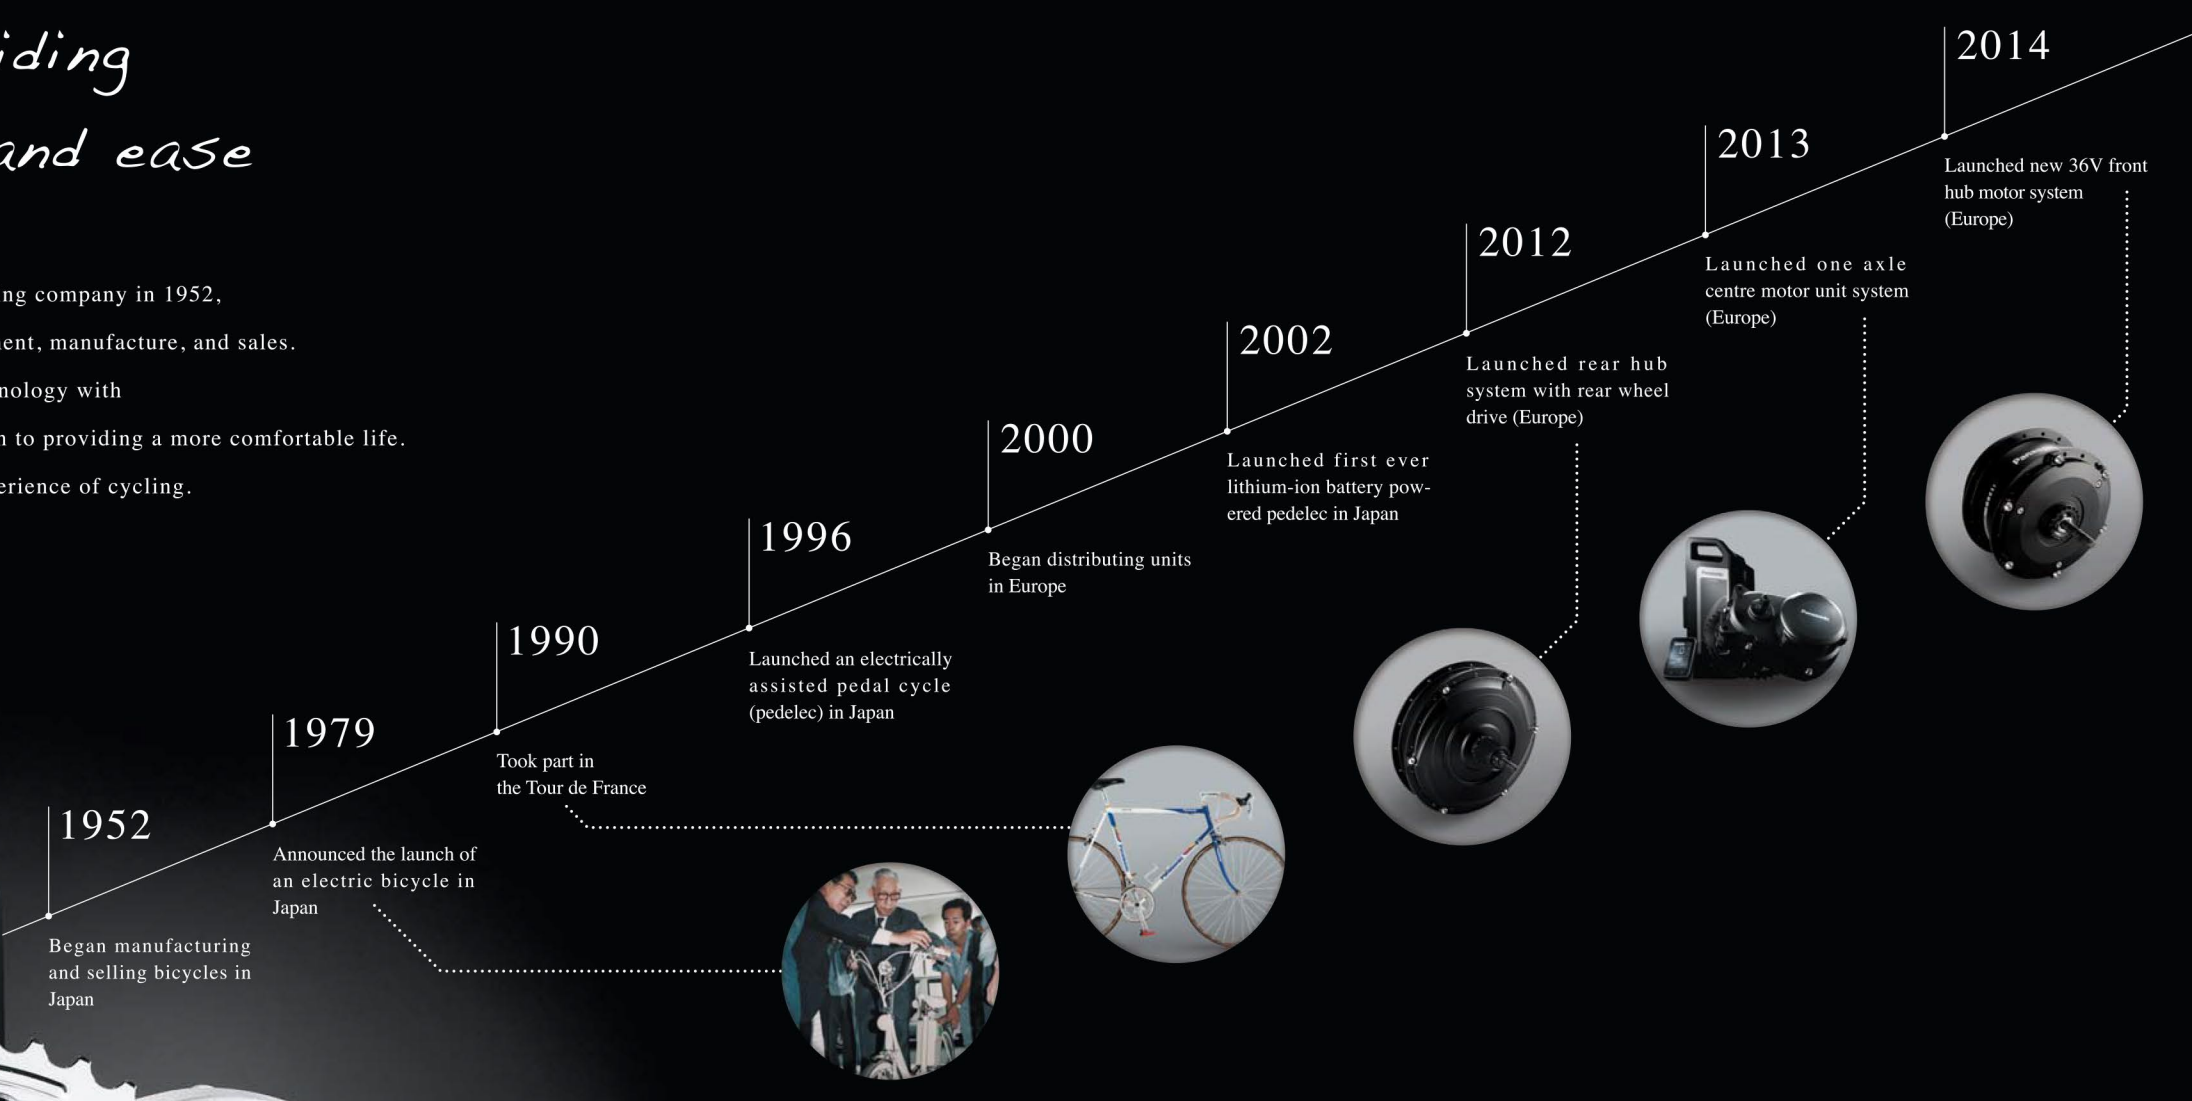 iding
and ease
ng company in 1952,
ent, manufacture, and sales.
nology with
n to providing a more comfortable life.
erience of cycling.
2014
Launched new 36V front
hub motor system
(Europe)
2013
Launched one axle
centre motor unit system
(Europe)
2012
Launched rear hub
system with rear wheel
drive (Europe)
2002
Launched first ever
lithium-ion battery pow-
ered pedelec in Japan
2000
Began distributing units
in Europe
1996
Launched an electrically
assisted pedal cycle
(pedelec) in Japan
1990
Took part in
the Tour de France
1979
Announced the launch of
an electric bicycle in
Japan
1952
Began manufacturing
and selling bicycles in
Japan
Panasonic
Panasonic